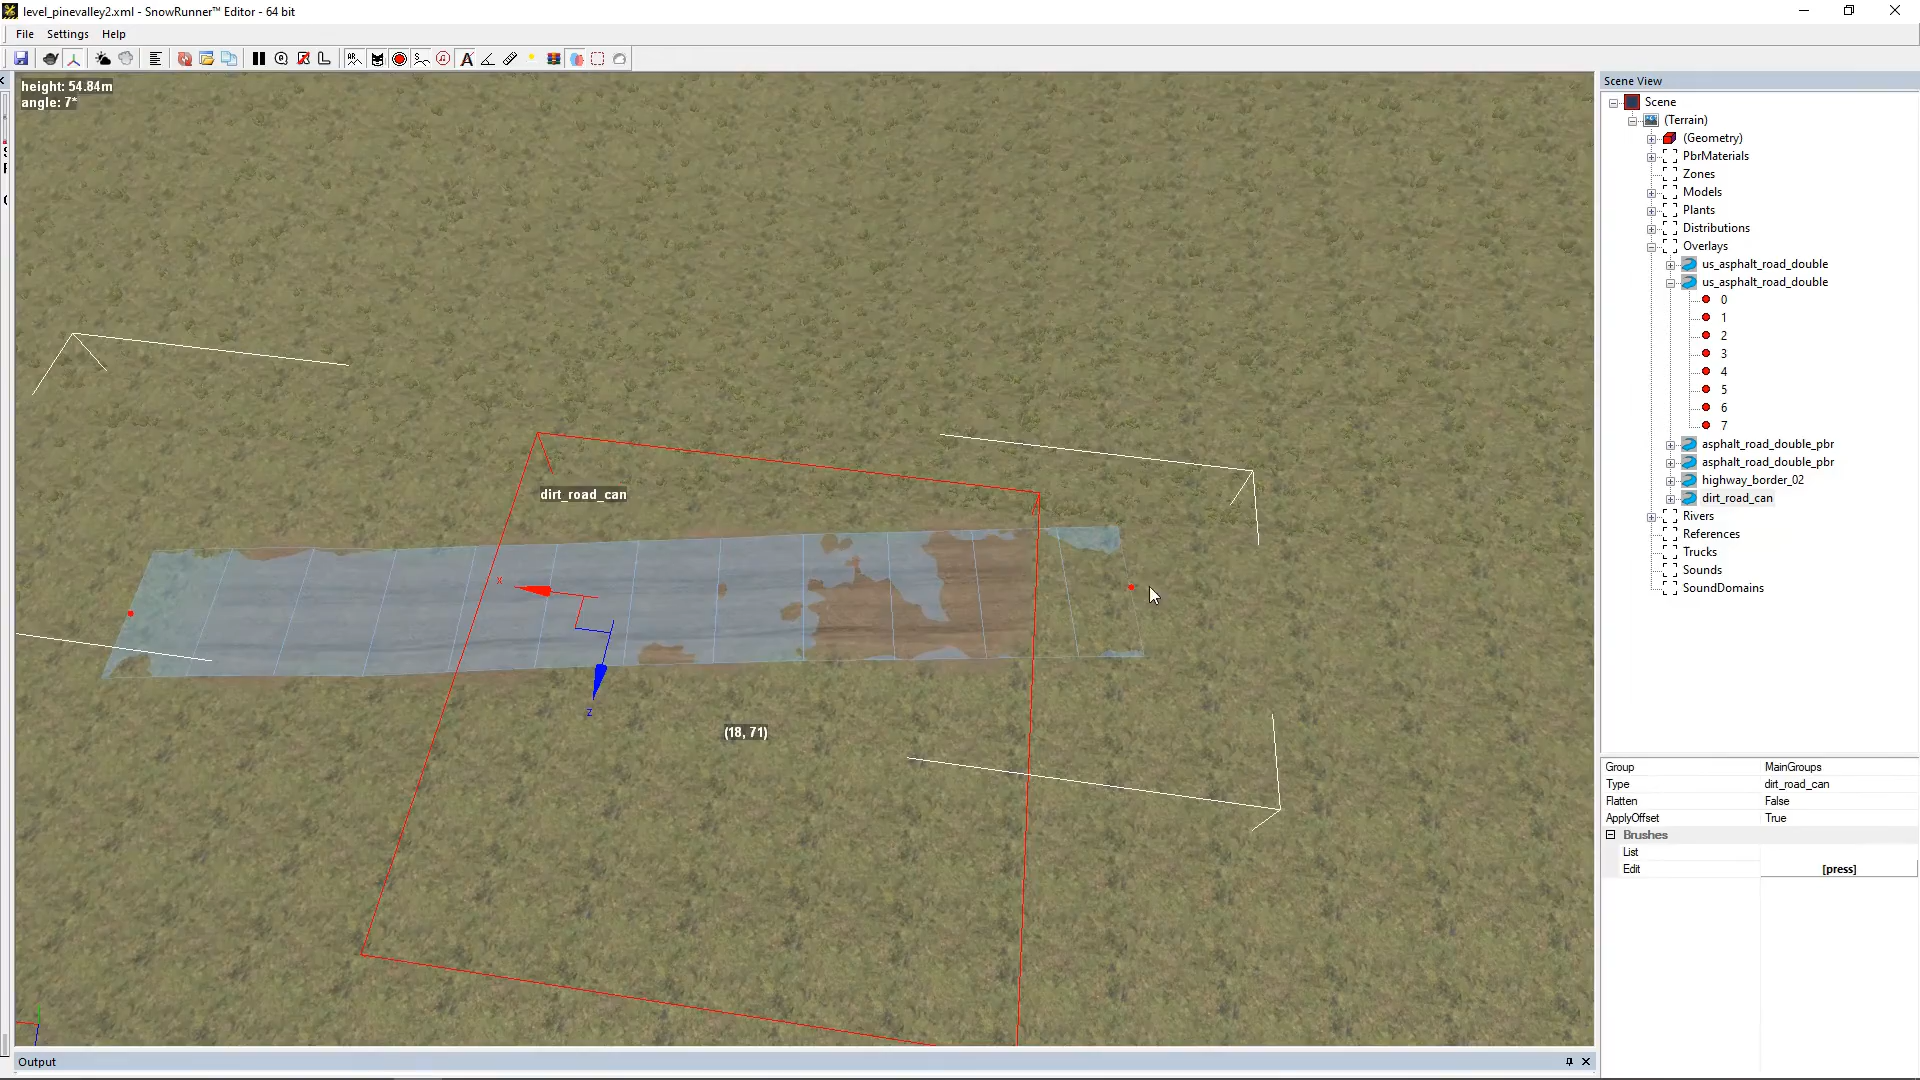 level_pinevalley2.xml - SnowRunner™ Editor - 64 bit
File Settings Help
height: 54.84m
angle: 7*
dirt_road_can
x
z
(18, 71)
Scene View
Scene
(Terrain)
(Geometry)
PbrMaterials
Zones
Models
Plants
Distributions
Overlays
us_asphalt_road_double
us_asphalt_road_double
0
1
2
3
4
5
6
7
asphalt_road_double_pbr
asphalt_road_double_pbr
highway_border_02
dirt_road_can
Rivers
References
Trucks
Sounds
SoundDomains
Group MainGroups
Type dirt_road_can
Flatten False
ApplyOffset True
Brushes
List
Edit [press]
Output